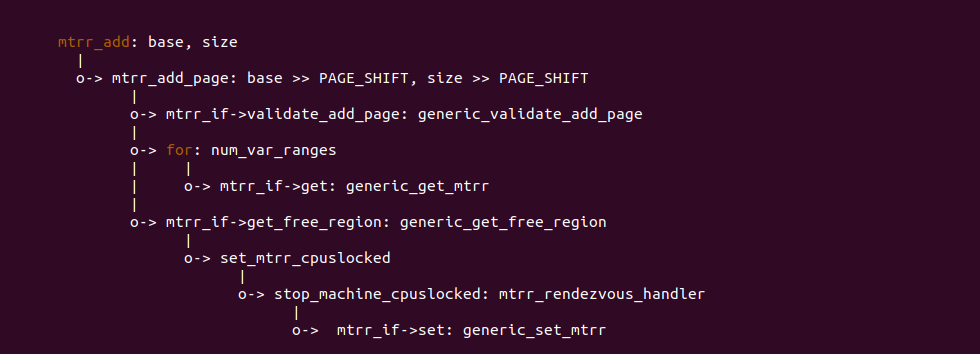 mtrr_add: base, size
|
o-> mtrr_add_page: base >> PAGE_SHIFT, size >> PAGE_SHIFT
|
o-> mtrr_if->validate_add_page: generic_validate_add_page
|
o-> for: num_var_ranges
| |
| o-> mtrr_if->get: generic_get_mtrr
|
o-> mtrr_if->get_free_region: generic_get_free_region
|
o-> set_mtrr_cpuslocked
|
o-> stop_machine_cpuslocked: mtrr_rendezvous_handler
|
o-> mtrr_if->set: generic_set_mtrr